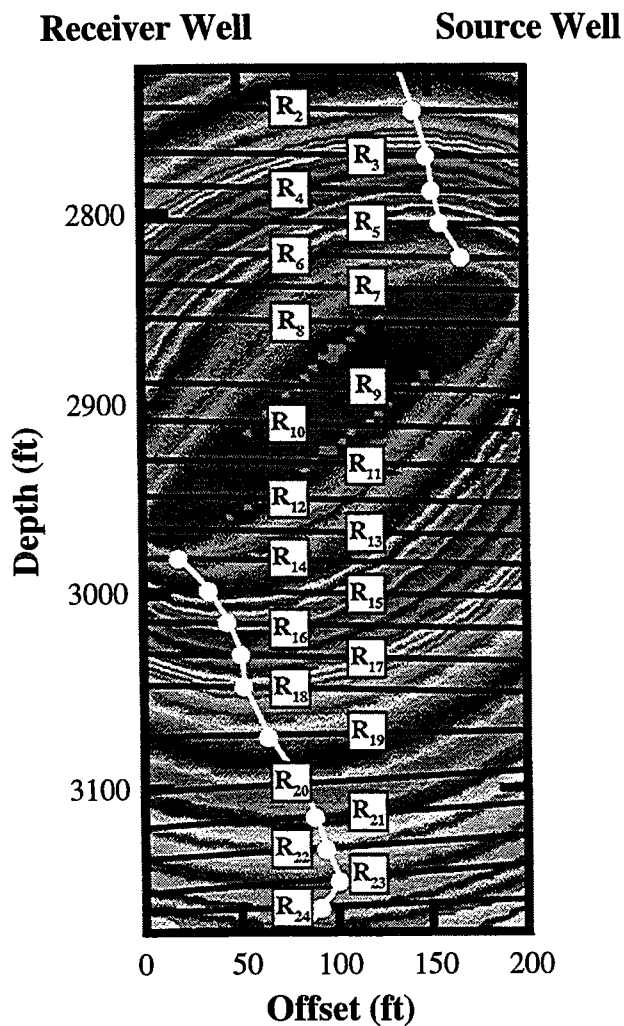 Receiver Well Source Well
R₂
R₃
R₄
2800
R₅
R₆
R₇
R₈
R₉
2900
R₁₀
R₁₁
R₁₂
R₁₃
R₁₄
3000
R₁₅
R₁₆
R₁₇
R₁₈
R₁₉
R₂₀
3100
R₂₁
R₂₂
R₂₃
R₂₄
Depth (ft)
0 50 100 150 200
Offset (ft)